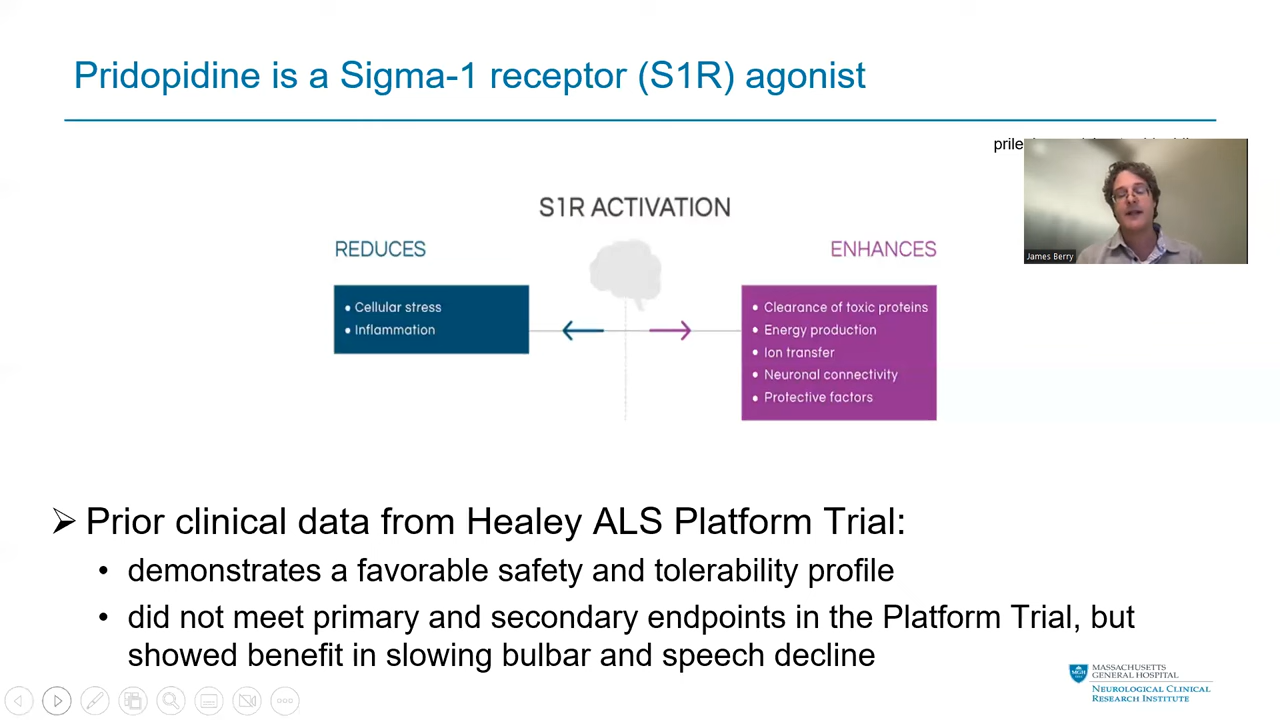 Pridopidine is a Sigma-1 receptor (S1R) agonist
S1R ACTIVATION
REDUCES
• Cellular stress
• Inflammation
ENHANCES
• Clearance of toxic proteins
• Energy production
• Ion transfer
• Neuronal connectivity
• Protective factors
James Berry
➢ Prior clinical data from Healey ALS Platform Trial:
• demonstrates a favorable safety and tolerability profile
• did not meet primary and secondary endpoints in the Platform Trial, but
showed benefit in slowing bulbar and speech decline
MGH
MASSACHUSETTS
GENERAL HOSPITAL
NEUROLOGICAL CLINICAL
RESEARCH INSTITUTE